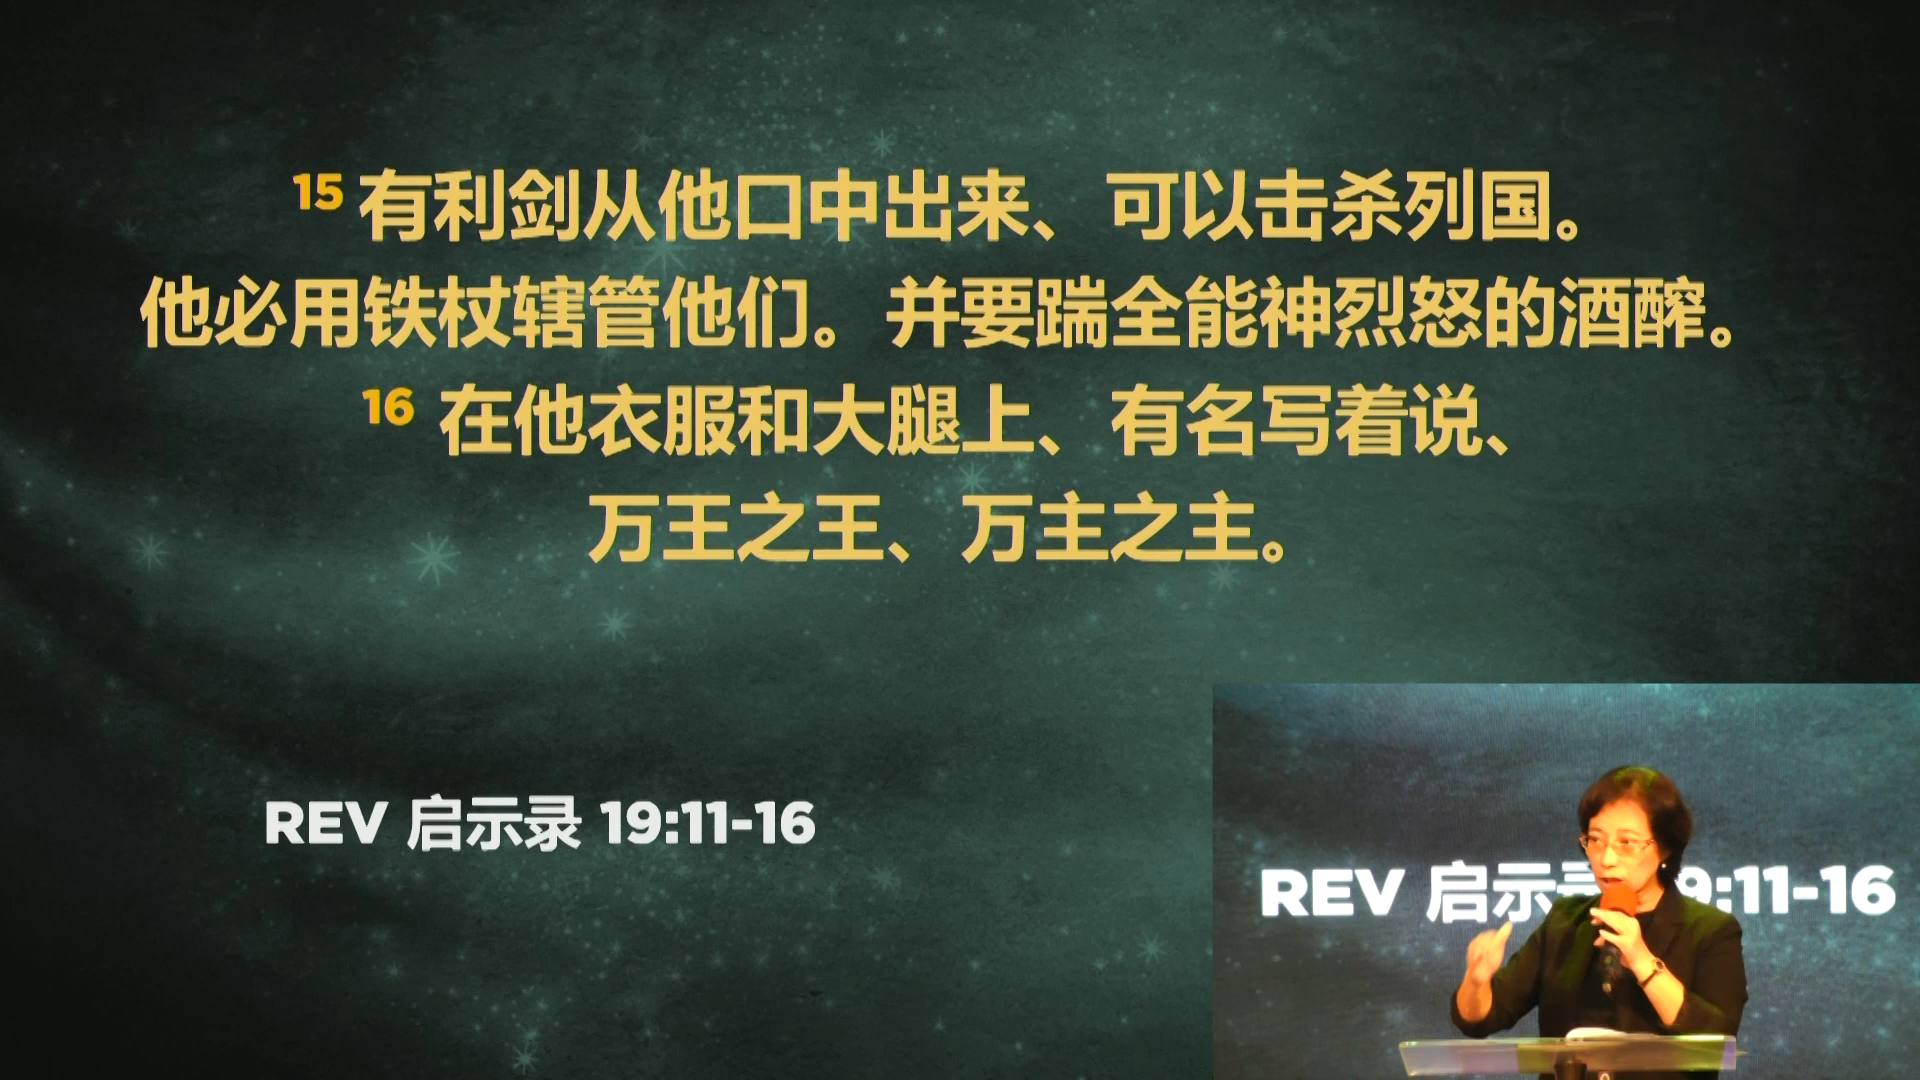 15 有利剑从他口中出来、可以击杀列国。
他必用铁杖辖管他们。并要踹全能神烈怒的酒醡。
16 在他衣服和大腿上、有名写着说、
万王之王、万主之主。
REV 启示录 19:11-16
REV 启示录 9:11-16